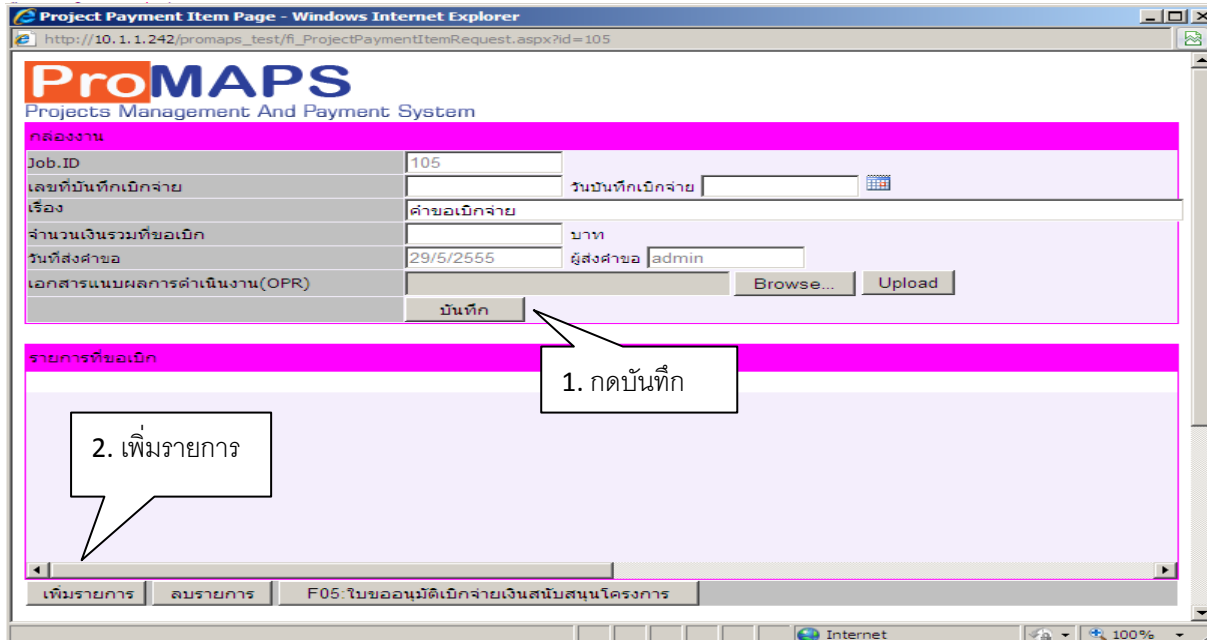 Project Payment Item Page - Windows Internet Explorer
http://10.1.1.242/promaps_test/fi_ProjectPaymentItemRequest.aspx?id=105
ProMAPS
Projects Management And Payment System
กล่องงาน
Job.ID 105
เลขที่บันทึกเบิกจ่าย วันบันทึกเบิกจ่าย
เรื่อง คำขอเบิกจ่าย
จำนวนเงินรวมที่ขอเบิก บาท
วันที่ส่งคำขอ 29/5/2555 ผู้ส่งคำขอ admin
เอกสารแนบผลการดำเนินงาน(OPR) Browse... Upload
บันทึก
รายการที่ขอเบิก
1. กดบันทึก
2. เพิ่มรายการ
เพิ่มรายการ ลบรายการ F05:ใบขออนุมัติเบิกจ่ายเงินสนับสนุนโครงการ
Internet 100%